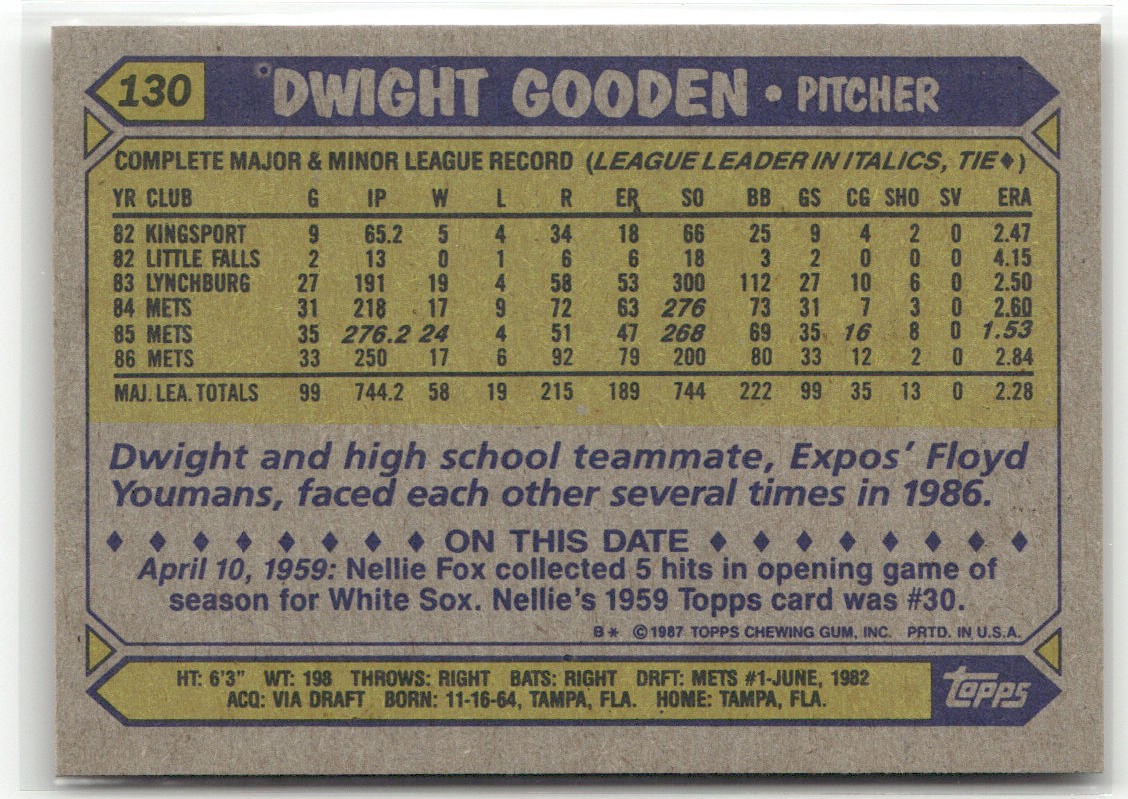 130 DWIGHT GOODEN • PITCHER
COMPLETE MAJOR & MINOR LEAGUE RECORD (LEAGUE LEADER IN ITALICS, TIE♦)
YR CLUB G IP W L R ER SO BB GS CG SHO SV ERA
82 KINGSPORT 9 65.2 5 4 34 18 66 25 9 4 2 0 2.47
82 LITTLE FALLS 2 13 0 1 6 6 18 3 2 0 0 0 4.15
83 LYNCHBURG 27 191 19 4 58 53 300 112 27 10 6 0 2.50
84 METS 31 218 17 9 72 63 276 73 31 7 3 0 2.60
85 METS 35 276.2 24 4 51 47 268 69 35 16 8 0 1.53
86 METS 33 250 17 6 92 79 200 80 33 12 2 0 2.84
MAJ. LEA. TOTALS 99 744.2 58 19 215 189 744 222 99 35 13 0 2.28
Dwight and high school teammate, Expos' Floyd
Youmans, faced each other several times in 1986.
♦ ♦ ♦ ♦ ♦ ♦ ♦ ♦ ON THIS DATE ♦ ♦ ♦ ♦ ♦ ♦ ♦ ♦
April 10, 1959: Nellie Fox collected 5 hits in opening game of
season for White Sox. Nellie's 1959 Topps card was #30.
B* ©1987 TOPPS CHEWING GUM, INC. PRTD. IN U.S.A.
HT: 6'3" WT: 198 THROWS: RIGHT BATS: RIGHT DRFT: METS #1-JUNE, 1982
ACQ: VIA DRAFT BORN: 11-16-64, TAMPA, FLA. HOME: TAMPA, FLA.
topps